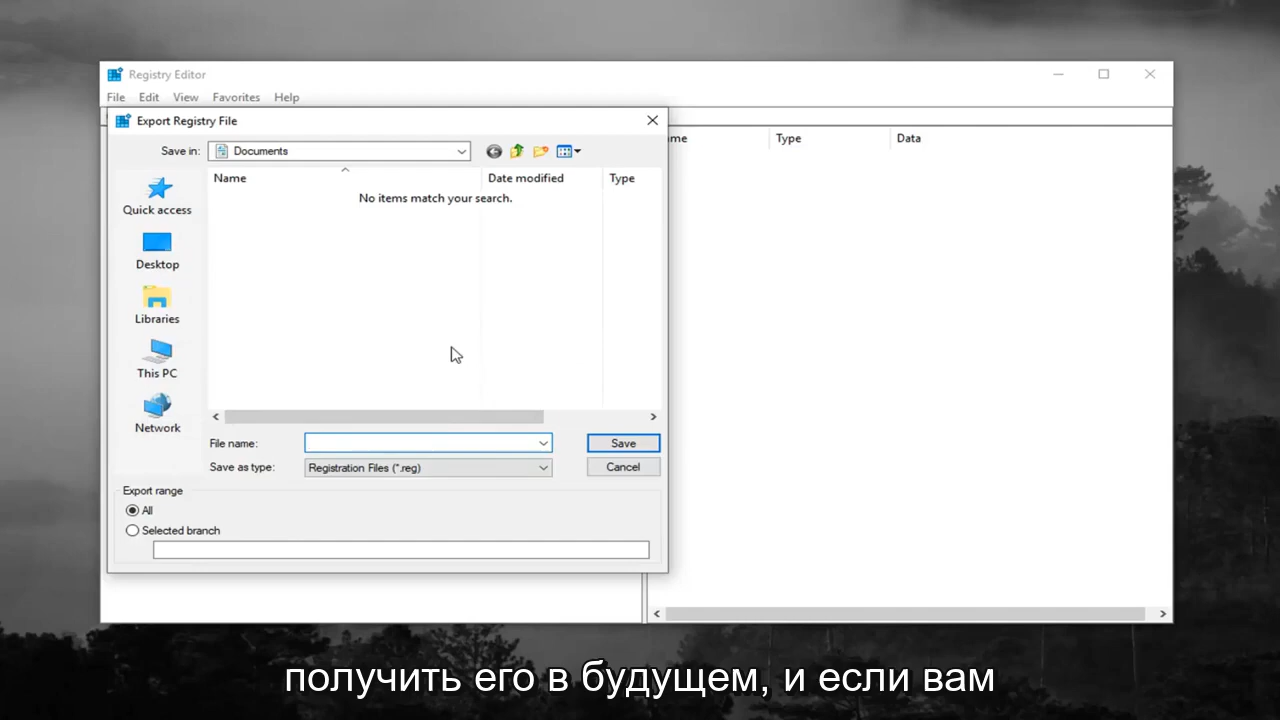 Registry Editor
File Edit View Favorites Help
Export Registry File
Save in: Documents
me Type Data
Name Date modified Type
No items match your search.
Quick access
Desktop
Libraries
This PC
Network
File name: Save
Save as type: Registration Files (*.reg) Cancel
Export range
All
Selected branch
получить его в будущем, и если вам